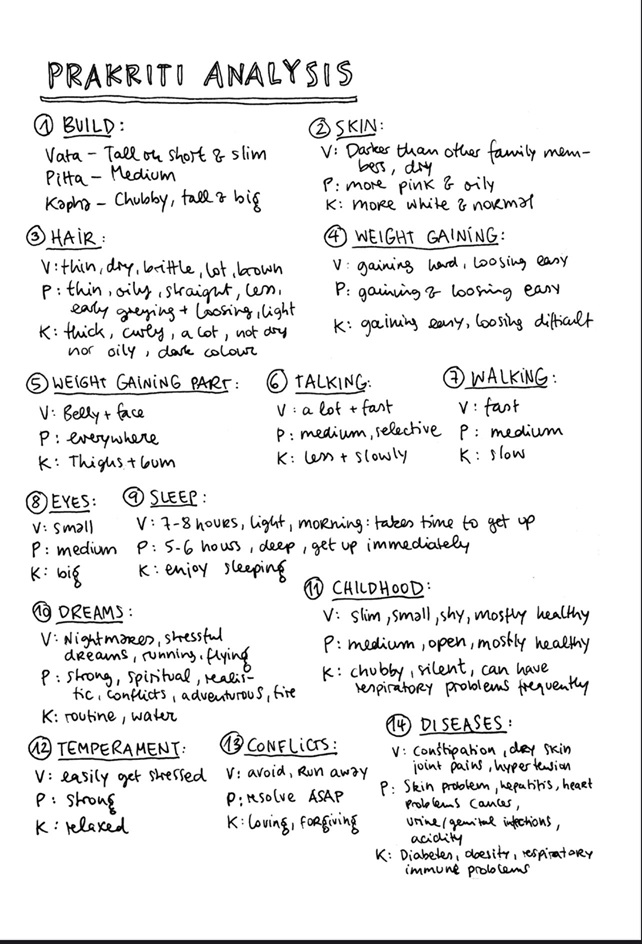 PRAKRITI ANALYSIS
① BUILD:
Vata – Tall or short & slim
Pitta – Medium
Kapha – Chubby, tall & big
② SKIN:
V: Darker than other family mem-
bers, dry
P: more pink & oily
K: more white & normal
③ HAIR:
V: thin, dry, brittle, lot, brown
P: thin, oily, straight, less,
early greying + loosing, light
K: thick, curly, a lot, not dry
nor oily, dark colour
④ WEIGHT GAINING:
V: gaining hard, loosing easy
P: gaining & loosing easy
K: gaining easy, loosing difficult
⑤ WEIGHT GAINING PART:
V: Belly + face
P: everywhere
K: Thighs + bum
⑥ TALKING:
V: a lot + fast
P: medium, selective
K: less + slowly
⑦ WALKING:
V: fast
P: medium
K: slow
⑧ EYES:
V: small
P: medium
K: big
⑨ SLEEP:
V: 7-8 hours, light, morning: takes time to get up
P: 5-6 hours, deep, get up immediately
K: enjoy sleeping
⑩ DREAMS:
V: Nightmares, stressful
dreams, running, flying
P: strong, spiritual, realis-
tic, conflicts, adventurous, fire
K: routine, water
⑪ CHILDHOOD:
V: slim, small, shy, mostly healthy
P: medium, open, mostly healthy
K: chubby, silent, can have
respiratory problems frequently
⑫ TEMPERAMENT:
V: easily get stressed
P: strong
K: relaxed
⑬ CONFLICTS:
V: avoid, run away
P: resolve ASAP
K: loving, forgiving
⑭ DISEASES:
V: constipation, dry skin
joint pains, hypertension
P: Skin problem, hepatitis, heart
problems cancer,
urine/genital infections,
acidity
K: Diabetes, obesity, respiratory
immune problems